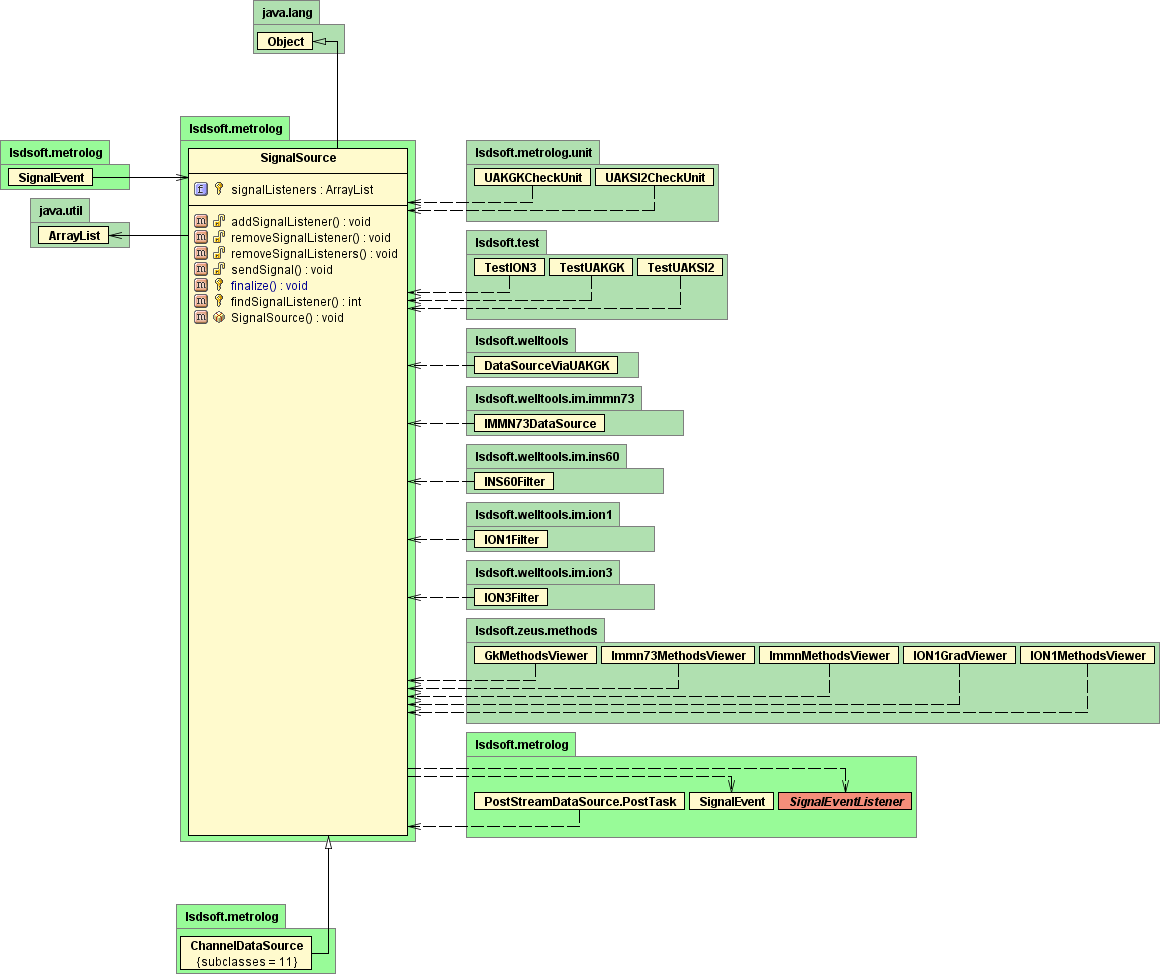 java.lang
Object
lsdsoft.metrolog
SignalEvent
java.util
ArrayList
lsdsoft.metrolog
SignalSource
f signalListeners : ArrayList
m addSignalListener() : void
m removeSignalListener() : void
m removeSignalListeners() : void
m sendSignal() : void
m finalize() : void
m findSignalListener() : int
m SignalSource() : void
lsdsoft.metrolog.unit
UAKGKCheckUnit UAKSI2CheckUnit
lsdsoft.test
TestION3 TestUAKGK TestUAKSI2
lsdsoft.welltools
DataSourceViaUAKGK
lsdsoft.welltools.im.immn73
IMMN73DataSource
lsdsoft.welltools.im.ins60
INS60Filter
lsdsoft.welltools.im.ion1
ION1Filter
lsdsoft.welltools.im.ion3
ION3Filter
lsdsoft.zeus.methods
GkMethodsViewer Immn73MethodsViewer ImmnMethodsViewer ION1GradViewer ION1MethodsViewer
lsdsoft.metrolog
PostStreamDataSource.PostTask SignalEvent SignalEventListener
lsdsoft.metrolog
ChannelDataSource
{subclasses = 11}